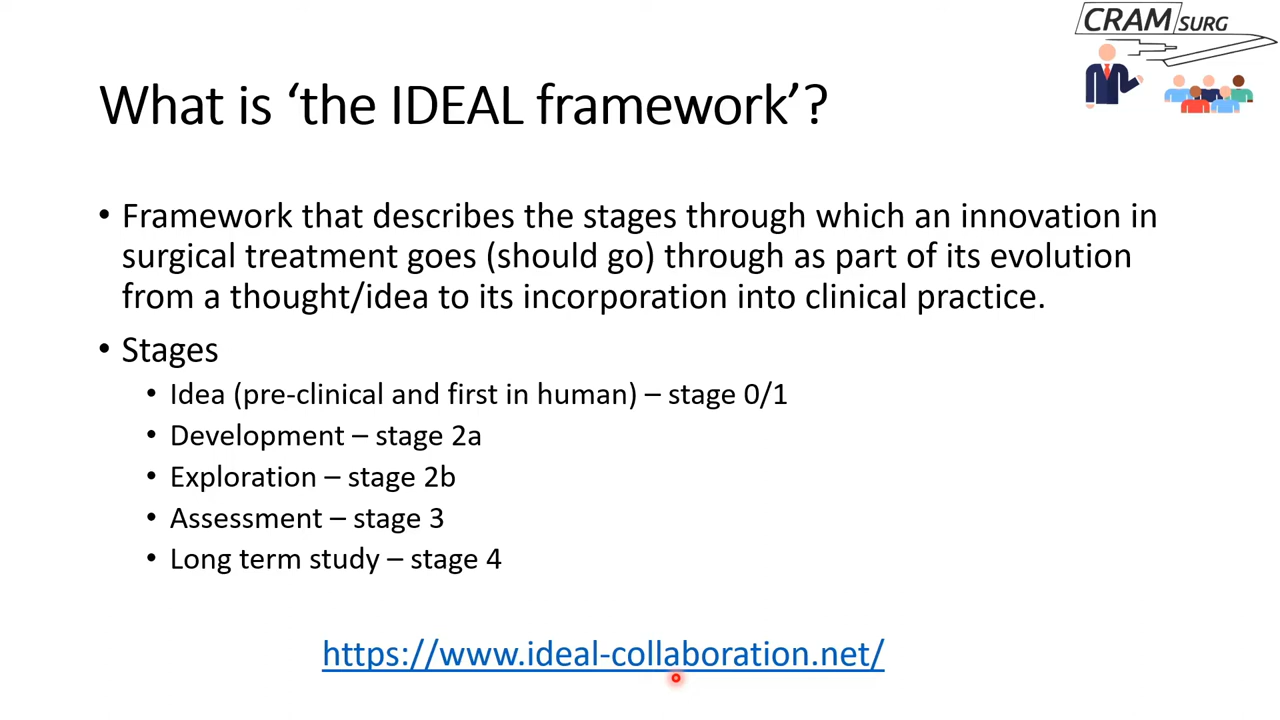 CRAM SURG
What is ‘the IDEAL framework’?
• Framework that describes the stages through which an innovation in
surgical treatment goes (should go) through as part of its evolution
from a thought/idea to its incorporation into clinical practice.
• Stages
• Idea (pre-clinical and first in human) – stage 0/1
• Development – stage 2a
• Exploration – stage 2b
• Assessment – stage 3
• Long term study – stage 4
https://www.ideal-collaboration.net/